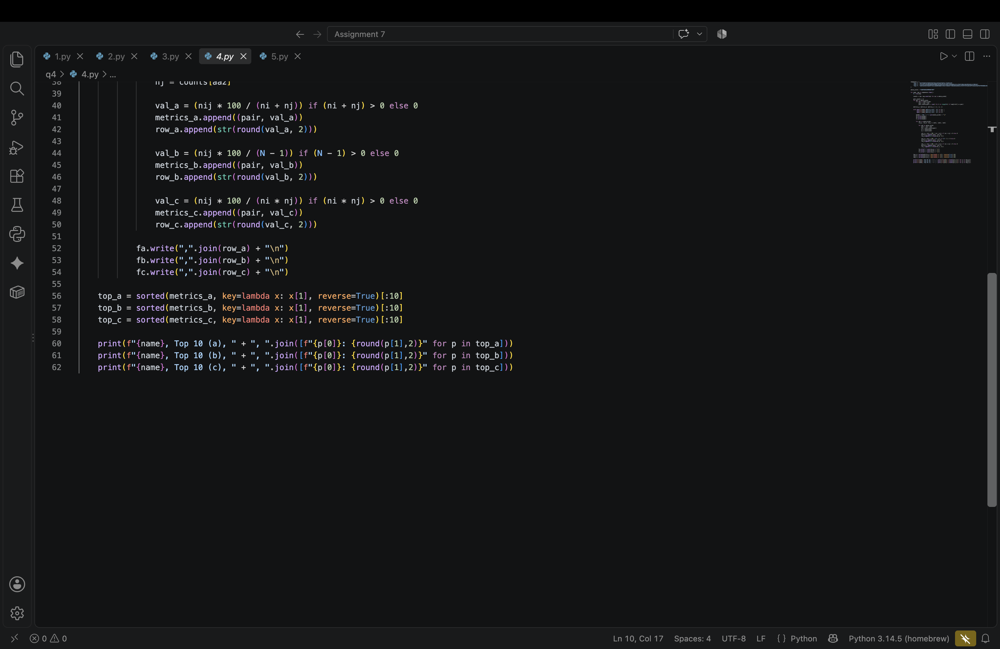 Assignment 7
1.py
2.py
3.py
4.py
5.py
q4 > 4.py > ...
38 nj = counts[aa2]
39
40 val_a = (nij * 100 / (ni + nj)) if (ni + nj) > 0 else 0
41 metrics_a.append((pair, val_a))
42 row_a.append(str(round(val_a, 2)))
43
44 val_b = (nij * 100 / (N - 1)) if (N - 1) > 0 else 0
45 metrics_b.append((pair, val_b))
46 row_b.append(str(round(val_b, 2)))
47
48 val_c = (nij * 100 / (ni * nj)) if (ni * nj) > 0 else 0
49 metrics_c.append((pair, val_c))
50 row_c.append(str(round(val_c, 2)))
51
52 fa.write(",".join(row_a) + "\n")
53 fb.write(",".join(row_b) + "\n")
54 fc.write(",".join(row_c) + "\n")
55
56 top_a = sorted(metrics_a, key=lambda x: x[1], reverse=True)[:10]
57 top_b = sorted(metrics_b, key=lambda x: x[1], reverse=True)[:10]
58 top_c = sorted(metrics_c, key=lambda x: x[1], reverse=True)[:10]
59
60 print(f"{name}, Top 10 (a), " + ", ".join([f"{p[0]}: {round(p[1],2)}" for p in top_a]))
61 print(f"{name}, Top 10 (b), " + ", ".join([f"{p[0]}: {round(p[1],2)}" for p in top_b]))
62 print(f"{name}, Top 10 (c), " + ", ".join([f"{p[0]}: {round(p[1],2)}" for p in top_c]))
0 0
Ln 10, Col 17 Spaces: 4 UTF-8 LF {} Python Python 3.14.5 (homebrew)